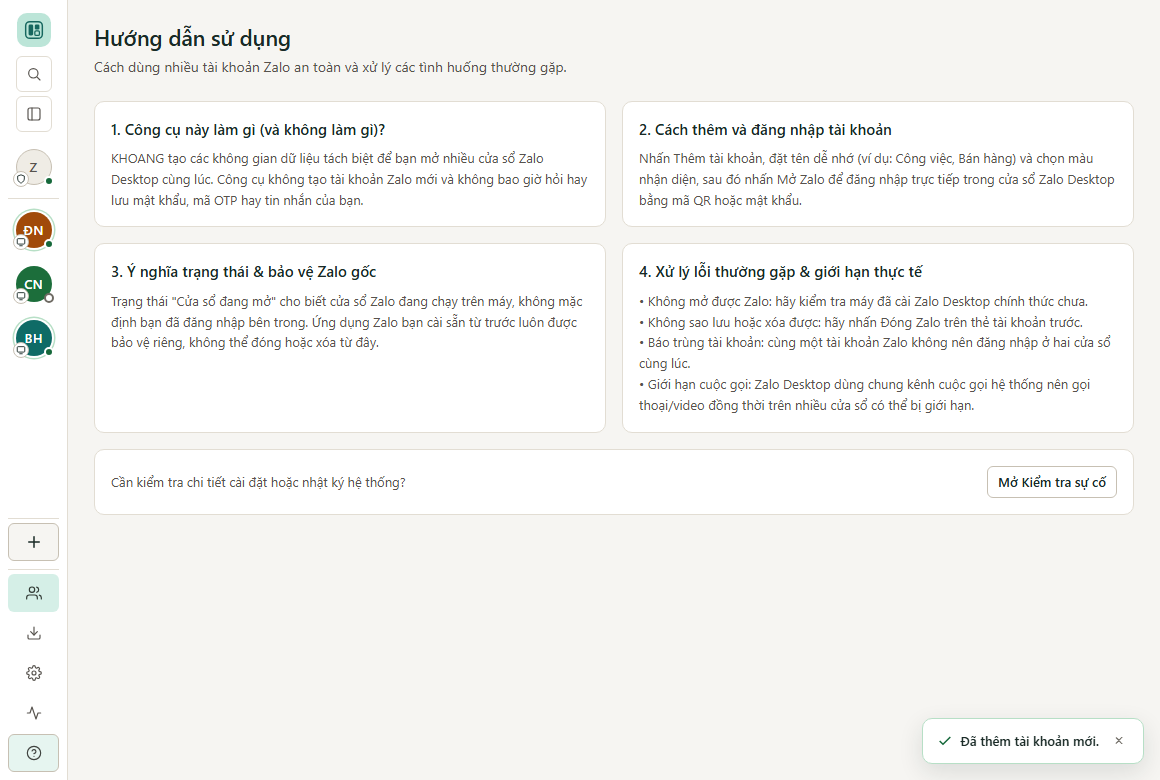 Hướng dẫn sử dụng
Cách dùng nhiều tài khoản Zalo an toàn và xử lý các tình huống thường gặp.
1. Công cụ này làm gì (và không làm gì)?
KHOANG tạo các không gian dữ liệu tách biệt để bạn mở nhiều cửa sổ Zalo
Desktop cùng lúc. Công cụ không tạo tài khoản Zalo mới và không bao giờ hỏi hay
lưu mật khẩu, mã OTP hay tin nhắn của bạn.
2. Cách thêm và đăng nhập tài khoản
Nhấn Thêm tài khoản, đặt tên dễ nhớ (ví dụ: Công việc, Bán hàng) và chọn màu
nhận diện, sau đó nhấn Mở Zalo để đăng nhập trực tiếp trong cửa sổ Zalo Desktop
bằng mã QR hoặc mật khẩu.
3. Ý nghĩa trạng thái & bảo vệ Zalo gốc
Trạng thái "Cửa sổ đang mở" cho biết cửa sổ Zalo đang chạy trên máy, không mặc
định bạn đã đăng nhập bên trong. Ứng dụng Zalo bạn cài sẵn từ trước luôn được
bảo vệ riêng, không thể đóng hoặc xóa từ đây.
4. Xử lý lỗi thường gặp & giới hạn thực tế
• Không mở được Zalo: hãy kiểm tra máy đã cài Zalo Desktop chính thức chưa.
• Không sao lưu hoặc xóa được: hãy nhấn Đóng Zalo trên thẻ tài khoản trước.
• Báo trùng tài khoản: cùng một tài khoản Zalo không nên đăng nhập ở hai cửa sổ
cùng lúc.
• Giới hạn cuộc gọi: Zalo Desktop dùng chung kênh cuộc gọi hệ thống nên gọi
thoại/video đồng thời trên nhiều cửa sổ có thể bị giới hạn.
Cần kiểm tra chi tiết cài đặt hoặc nhật ký hệ thống?
Mở Kiểm tra sự cố
Z
ĐN
CN
BH
Đã thêm tài khoản mới.